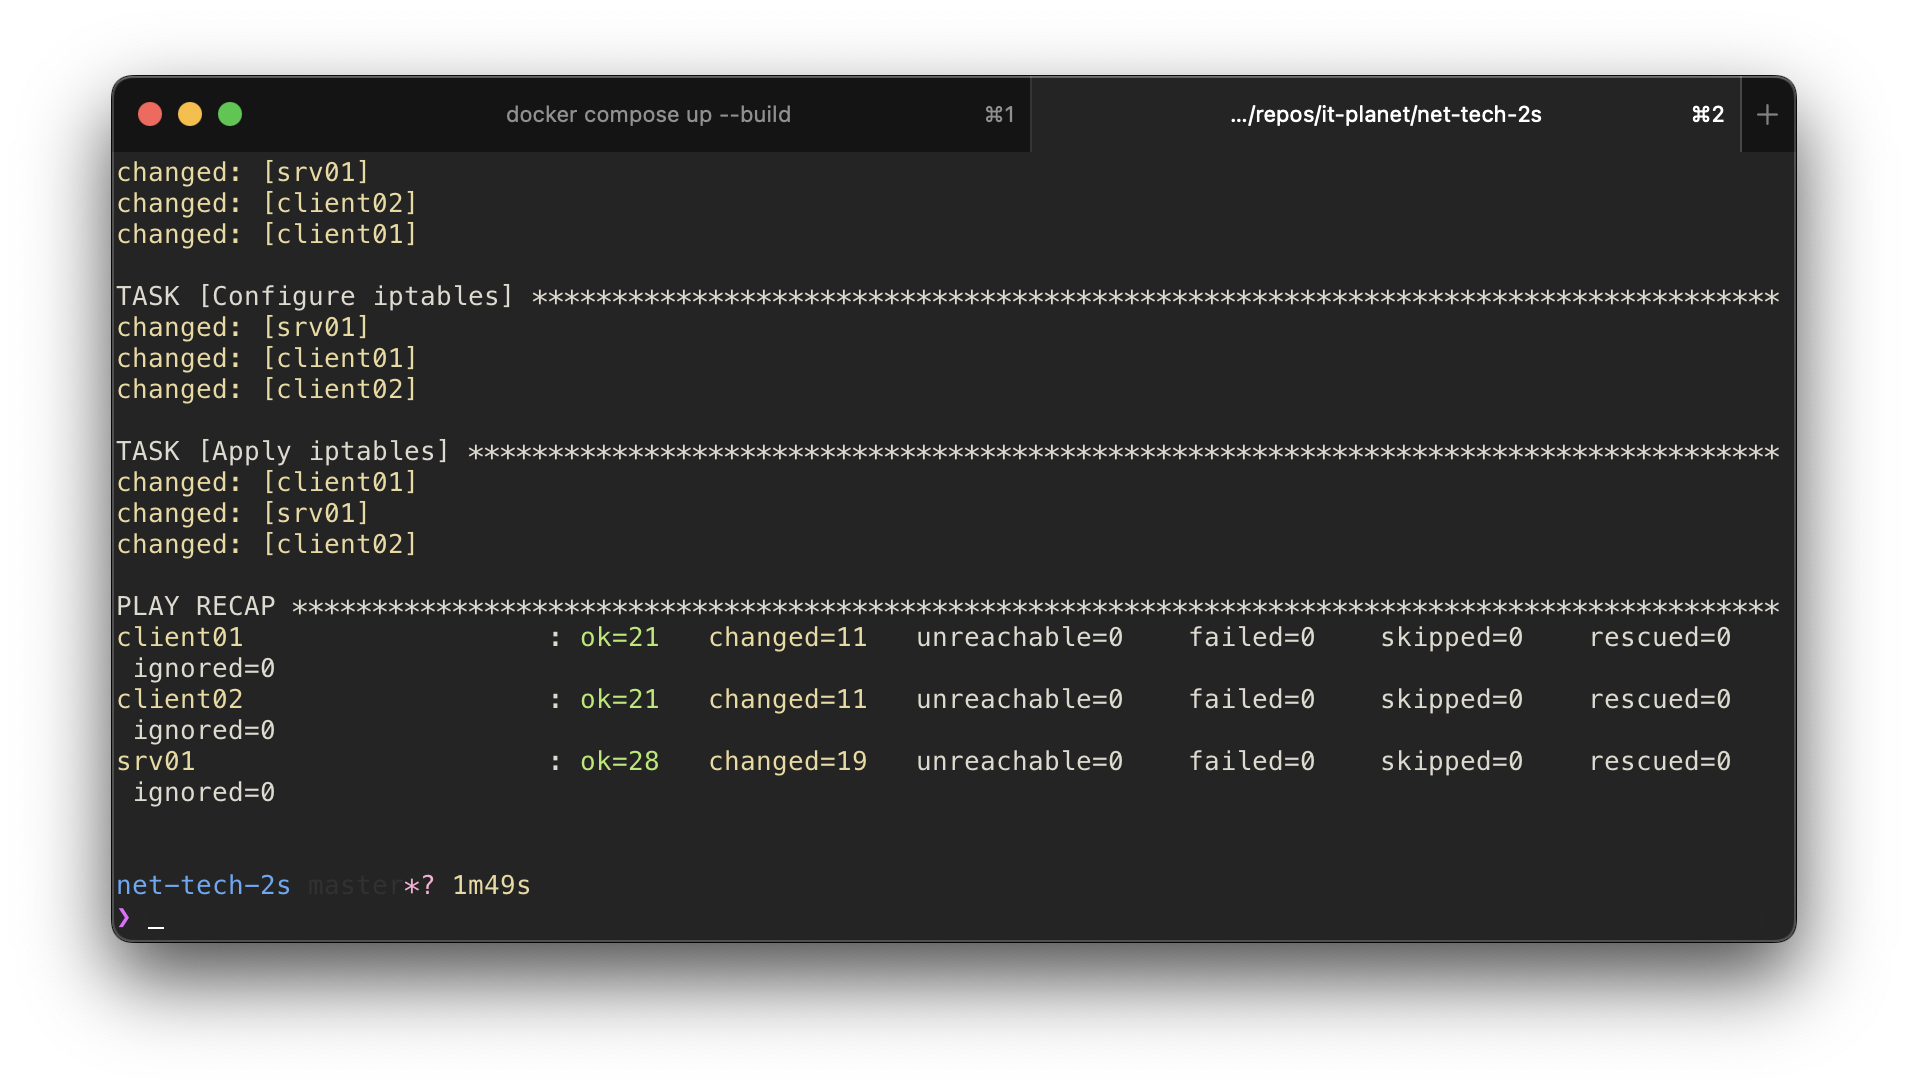 docker compose up --build ⌘1 .../repos/it-planet/net-tech-2s ⌘2 +
changed: [srv01]
changed: [client02]
changed: [client01]
TASK [Configure iptables] ******************************************************************************
changed: [srv01]
changed: [client01]
changed: [client02]
TASK [Apply iptables] **********************************************************************************
changed: [client01]
changed: [srv01]
changed: [client02]
PLAY RECAP *********************************************************************************************
client01                   : ok=21   changed=11   unreachable=0    failed=0    skipped=0    rescued=0
 ignored=0
client02                   : ok=21   changed=11   unreachable=0    failed=0    skipped=0    rescued=0
 ignored=0
srv01                      : ok=28   changed=19   unreachable=0    failed=0    skipped=0    rescued=0
 ignored=0
net-tech-2s master*? 1m49s
❯ _